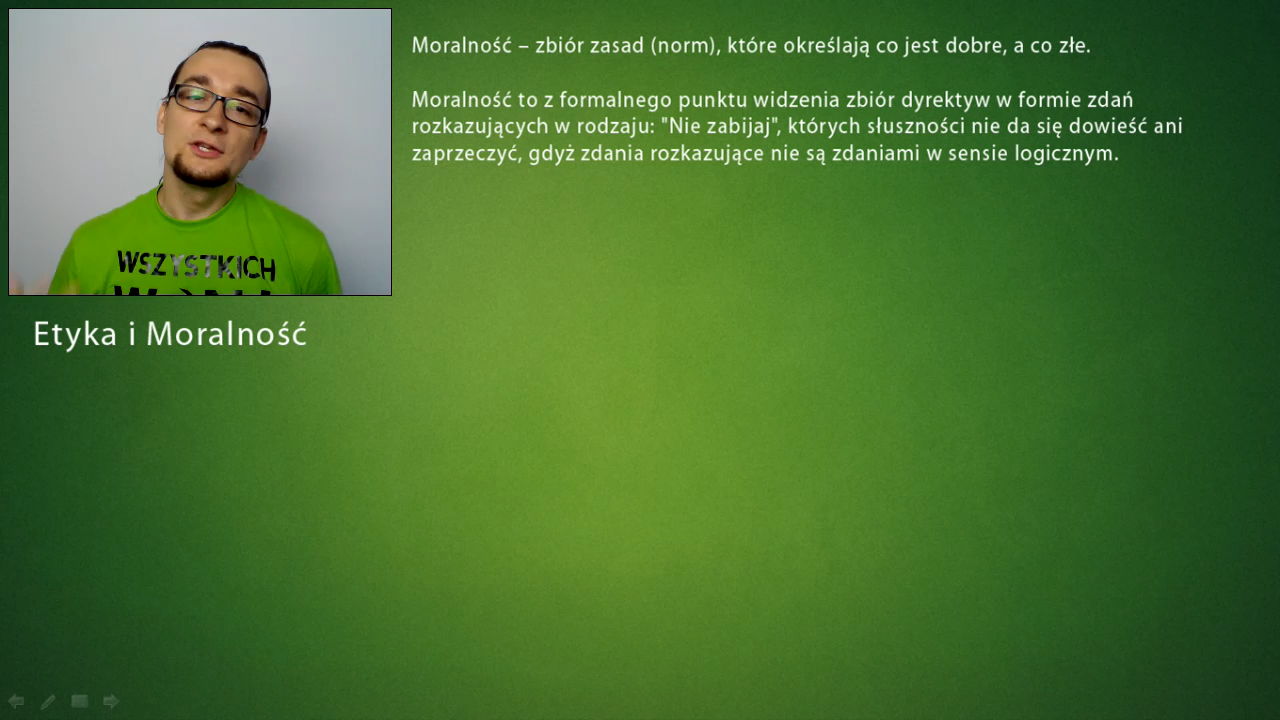 Moralność – zbiór zasad (norm), które określają co jest dobre, a co złe.
Moralność to z formalnego punktu widzenia zbiór dyrektyw w formie zdań
rozkazujących w rodzaju: "Nie zabijaj", których słuszności nie da się dowieść ani
zaprzeczyć, gdyż zdania rozkazujące nie są zdaniami w sensie logicznym.
WSZYSTKICH
Etyka i Moralność